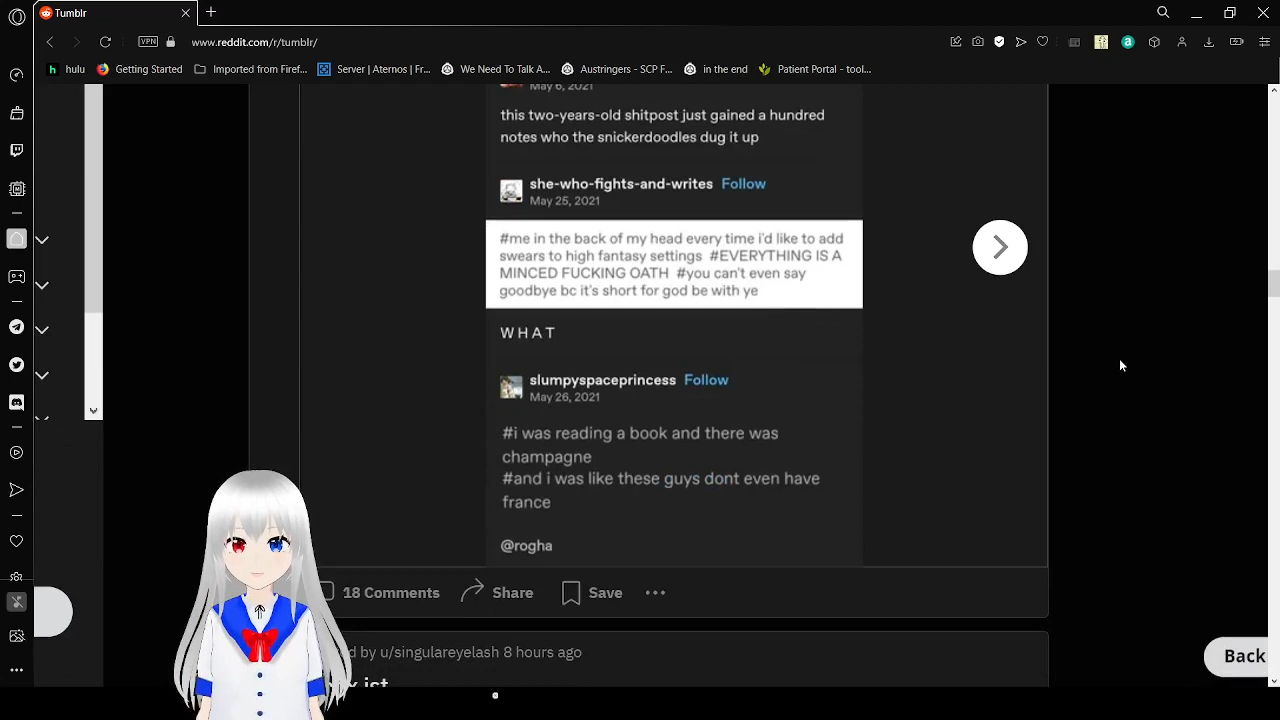 Tumblr
VPN
www.reddit.com/r/tumblr/
hulu
Getting Started
Imported from Firef...
Server | Aternos | Fr...
We Need To Talk A...
Austringers - SCP F...
in the end
Patient Portal - tool...
May 6, 2021
this two-years-old shitpost just gained a hundred
notes who the snickerdoodles dug it up
she-who-fights-and-writes Follow
May 25, 2021
#me in the back of my head every time i'd like to add
swears to high fantasy settings #EVERYTHING IS A
MINCED FUCKING OATH #you can't even say
goodbye bc it's short for god be with ye
W H A T
slumpyspaceprincess Follow
May 26, 2021
#i was reading a book and there was
champagne
#and i was like these guys dont even have
france
@rogha
18 Comments
Share
Save
d by u/singulareyelash 8 hours ago
Back